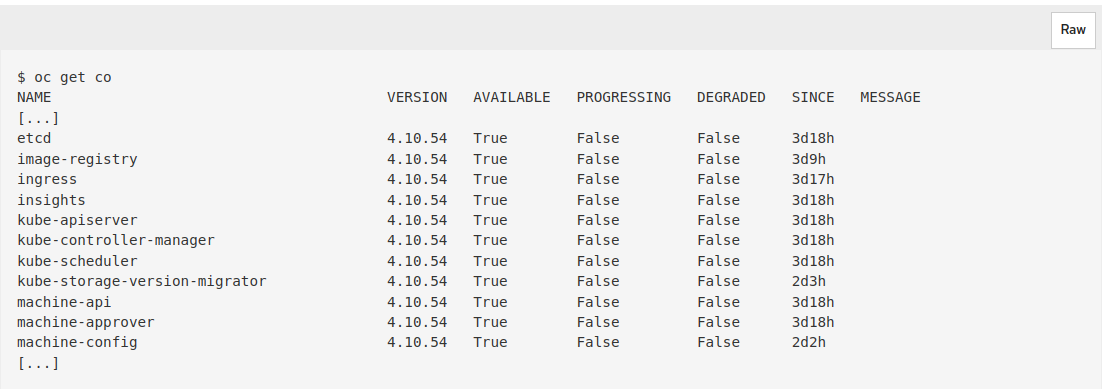 Raw
$ oc get co
NAME                                       VERSION   AVAILABLE   PROGRESSING   DEGRADED   SINCE   MESSAGE
[...]
etcd                                       4.10.54   True        False         False      3d18h
image-registry                             4.10.54   True        False         False      3d9h
ingress                                    4.10.54   True        False         False      3d17h
insights                                   4.10.54   True        False         False      3d18h
kube-apiserver                             4.10.54   True        False         False      3d18h
kube-controller-manager                    4.10.54   True        False         False      3d18h
kube-scheduler                             4.10.54   True        False         False      3d18h
kube-storage-version-migrator              4.10.54   True        False         False      2d3h
machine-api                                4.10.54   True        False         False      3d18h
machine-approver                           4.10.54   True        False         False      3d18h
machine-config                             4.10.54   True        False         False      2d2h
[...]